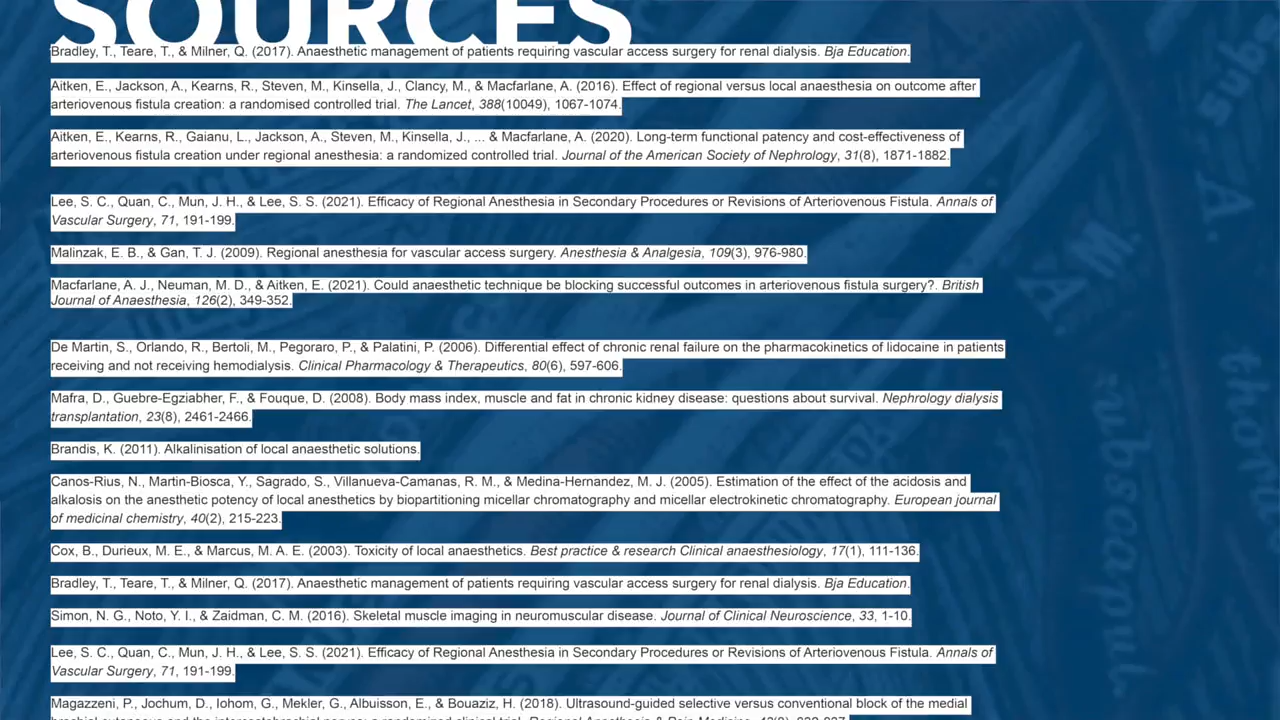 SOURCES
Bradley, T., Teare, T., & Milner, Q. (2017). Anaesthetic management of patients requiring vascular access surgery for renal dialysis. Bja Education.
Aitken, E., Jackson, A., Kearns, R., Steven, M., Kinsella, J., Clancy, M., & Macfarlane, A. (2016). Effect of regional versus local anaesthesia on outcome after
arteriovenous fistula creation: a randomised controlled trial. The Lancet, 388(10049), 1067-1074.
Aitken, E., Kearns, R., Gaianu, L., Jackson, A., Steven, M., Kinsella, J., ... & Macfarlane, A. (2020). Long-term functional patency and cost-effectiveness of
arteriovenous fistula creation under regional anesthesia: a randomized controlled trial. Journal of the American Society of Nephrology, 31(8), 1871-1882.
Lee, S. C., Quan, C., Mun, J. H., & Lee, S. S. (2021). Efficacy of Regional Anesthesia in Secondary Procedures or Revisions of Arteriovenous Fistula. Annals of
Vascular Surgery, 71, 191-199.
Malinzak, E. B., & Gan, T. J. (2009). Regional anesthesia for vascular access surgery. Anesthesia & Analgesia, 109(3), 976-980.
Macfarlane, A. J., Neuman, M. D., & Aitken, E. (2021). Could anaesthetic technique be blocking successful outcomes in arteriovenous fistula surgery?. British
Journal of Anaesthesia, 126(2), 349-352.
De Martin, S., Orlando, R., Bertoli, M., Pegoraro, P., & Palatini, P. (2006). Differential effect of chronic renal failure on the pharmacokinetics of lidocaine in patients
receiving and not receiving hemodialysis. Clinical Pharmacology & Therapeutics, 80(6), 597-606.
Mafra, D., Guebre-Egziabher, F., & Fouque, D. (2008). Body mass index, muscle and fat in chronic kidney disease: questions about survival. Nephrology dialysis
transplantation, 23(8), 2461-2466.
Brandis, K. (2011). Alkalinisation of local anaesthetic solutions.
Canos-Rius, N., Martin-Biosca, Y., Sagrado, S., Villanueva-Camanas, R. M., & Medina-Hernandez, M. J. (2005). Estimation of the effect of the acidosis and
alkalosis on the anesthetic potency of local anesthetics by biopartitioning micellar chromatography and micellar electrokinetic chromatography. European journal
of medicinal chemistry, 40(2), 215-223.
Cox, B., Durieux, M. E., & Marcus, M. A. E. (2003). Toxicity of local anaesthetics. Best practice & research Clinical anaesthesiology, 17(1), 111-136.
Bradley, T., Teare, T., & Milner, Q. (2017). Anaesthetic management of patients requiring vascular access surgery for renal dialysis. Bja Education.
Simon, N. G., Noto, Y. I., & Zaidman, C. M. (2016). Skeletal muscle imaging in neuromuscular disease. Journal of Clinical Neuroscience, 33, 1-10.
Lee, S. C., Quan, C., Mun, J. H., & Lee, S. S. (2021). Efficacy of Regional Anesthesia in Secondary Procedures or Revisions of Arteriovenous Fistula. Annals of
Vascular Surgery, 71, 191-199.
Magazzeni, P., Jochum, D., Iohom, G., Mekler, G., Albuisson, E., & Bouaziz, H. (2018). Ultrasound-guided selective versus conventional block of the medial